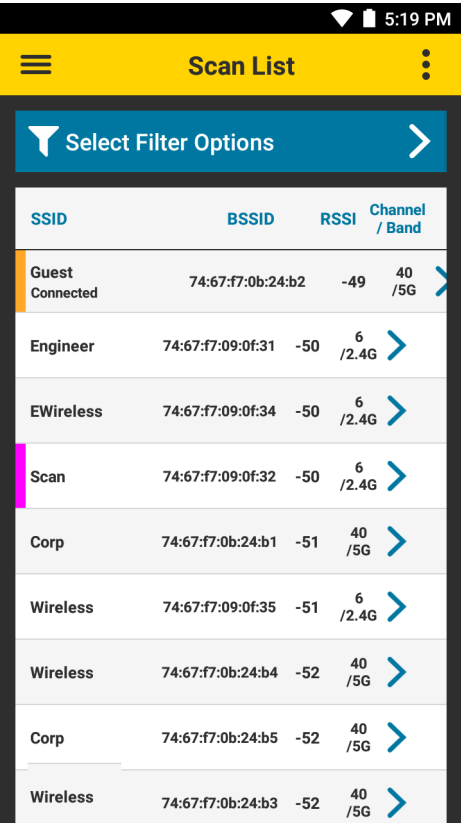 5:19 PM
Scan List
Select Filter Options
SSID BSSID RSSI Channel / Band
Guest 74:67:f7:0b:24:b2 -49 40 /5G
Connected
Engineer 74:67:f7:09:0f:31 -50 6 /2.4G
EWireless 74:67:f7:09:0f:34 -50 6 /2.4G
Scan 74:67:f7:09:0f:32 -50 6 /2.4G
Corp 74:67:f7:0b:24:b1 -51 40 /5G
Wireless 74:67:f7:09:0f:35 -51 6 /2.4G
Wireless 74:67:f7:0b:24:b4 -52 40 /5G
Corp 74:67:f7:0b:24:b5 -52 40 /5G
Wireless 74:67:f7:0b:24:b3 -52 40 /5G